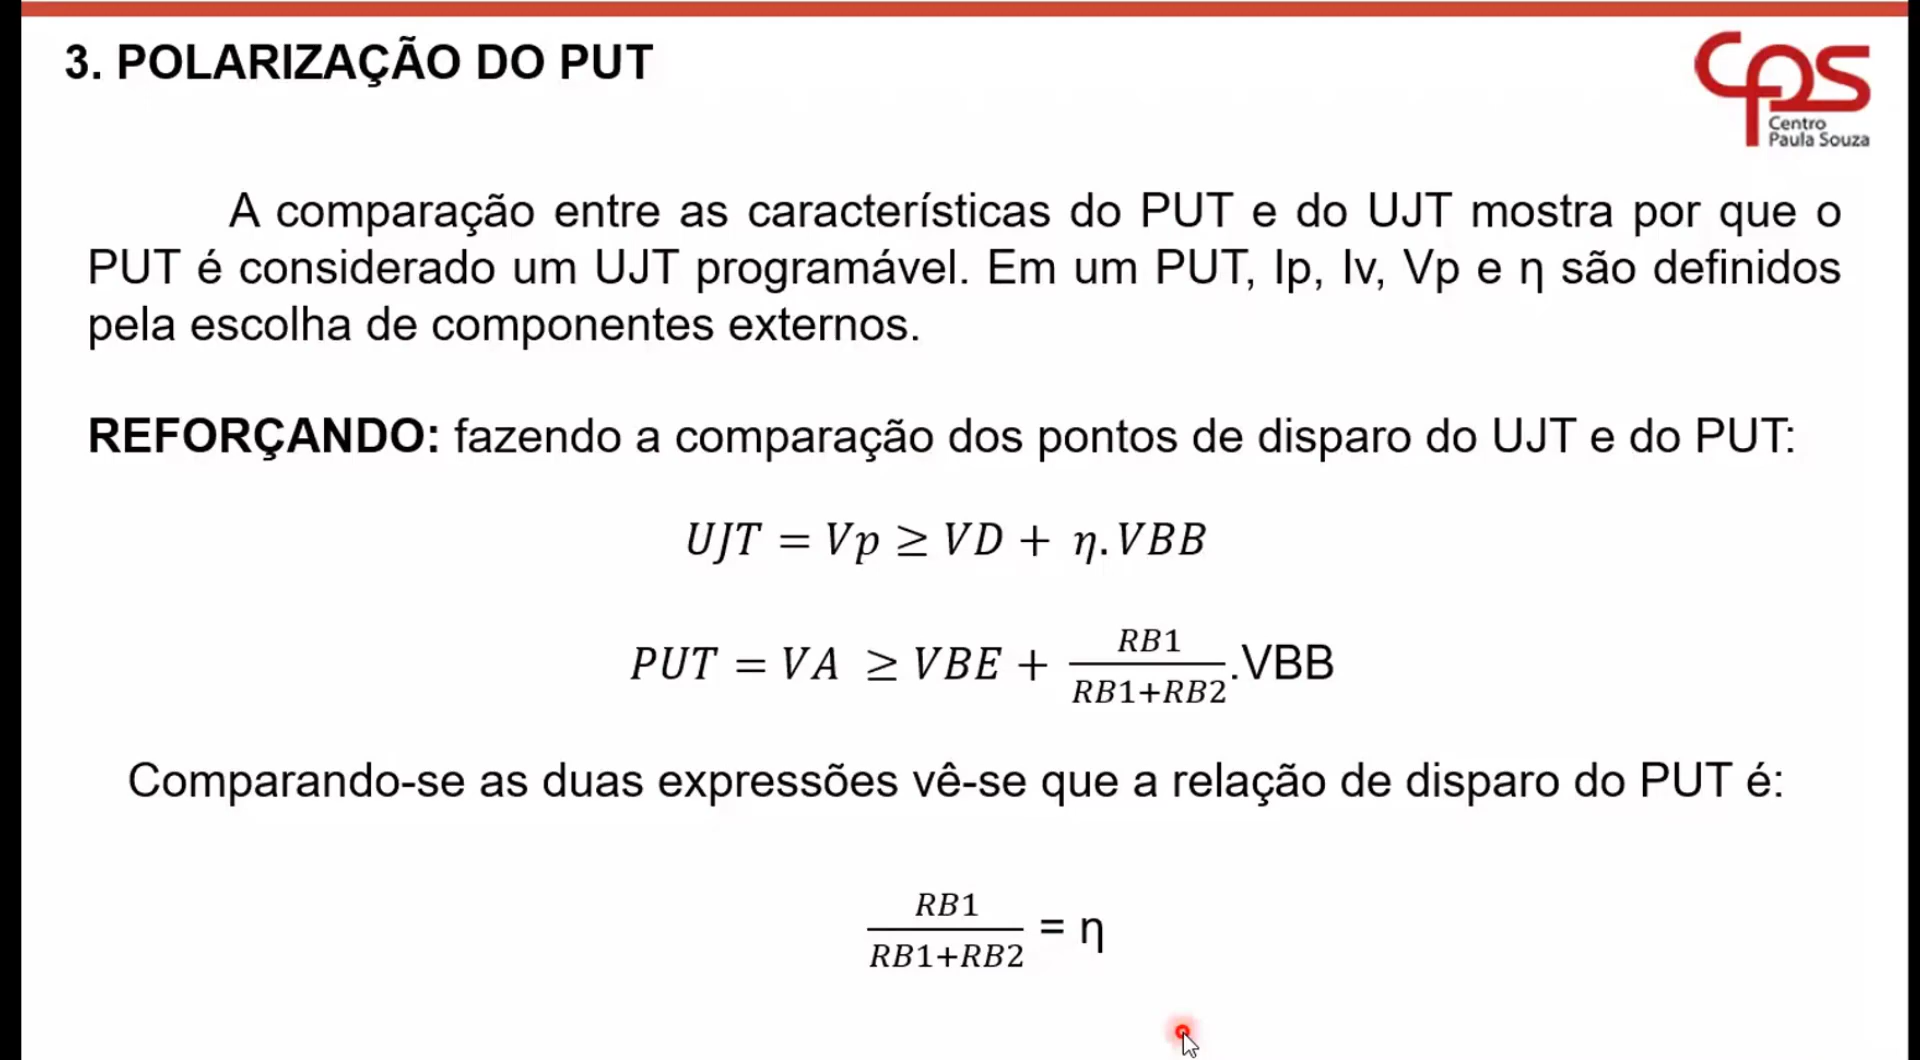 3. POLARIZAÇÃO DO PUT
CPS
Centro
Paula Souza
A comparação entre as características do PUT e do UJT mostra por que o
PUT é considerado um UJT programável. Em um PUT, Ip, Iv, Vp e η são definidos
pela escolha de componentes externos.
REFORÇANDO: fazendo a comparação dos pontos de disparo do UJT e do PUT:
UJT = Vp ≥ VD + η.VBB
PUT = VA ≥ VBE + RB1/RB1+RB2 .VBB
Comparando-se as duas expressões vê-se que a relação de disparo do PUT é:
RB1/RB1+RB2 = η